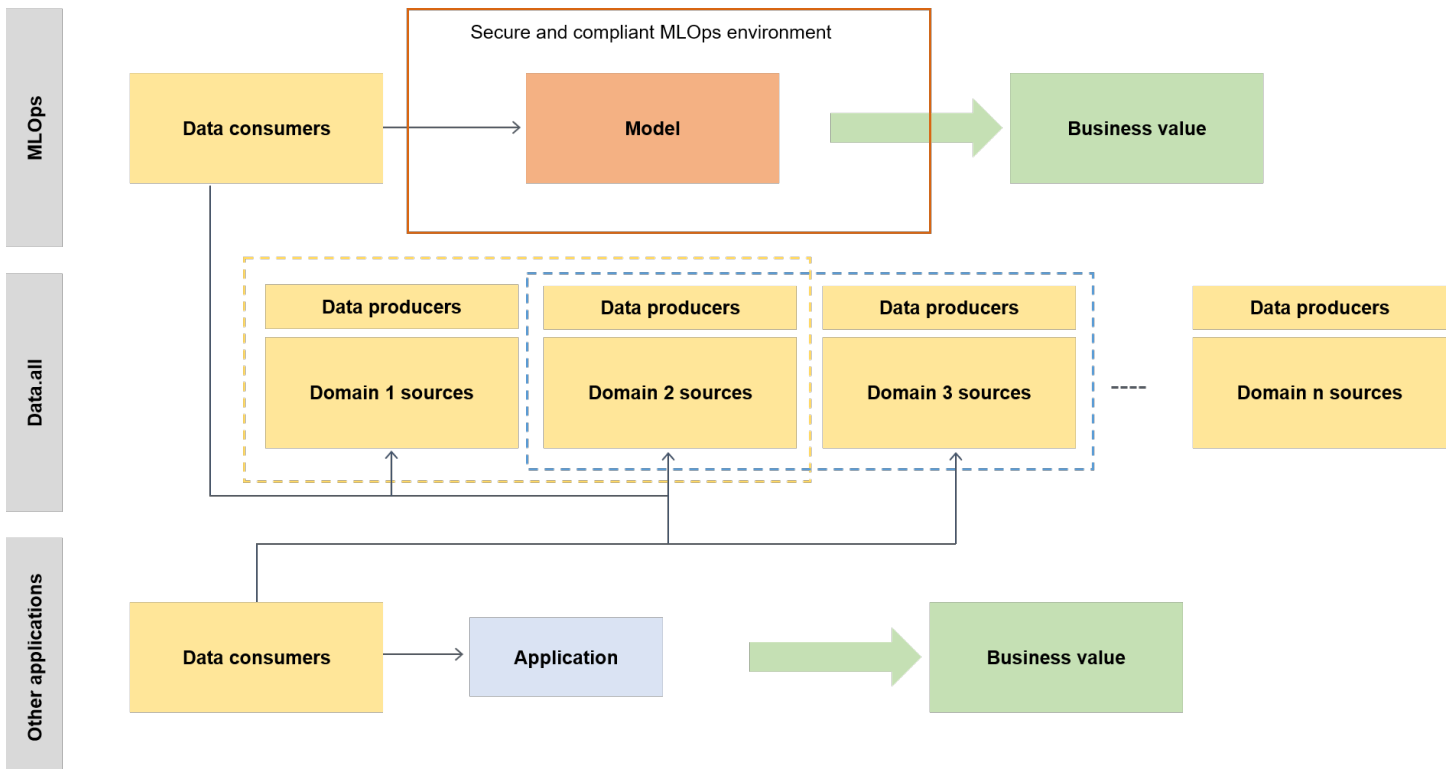 MLOps
Secure and compliant MLOps environment
Data consumers
Model
Business value
Data.all
Data producers
Data producers
Data producers
Data producers
Domain 1 sources
Domain 2 sources
Domain 3 sources
Domain n sources
Other applications
Data consumers
Application
Business value